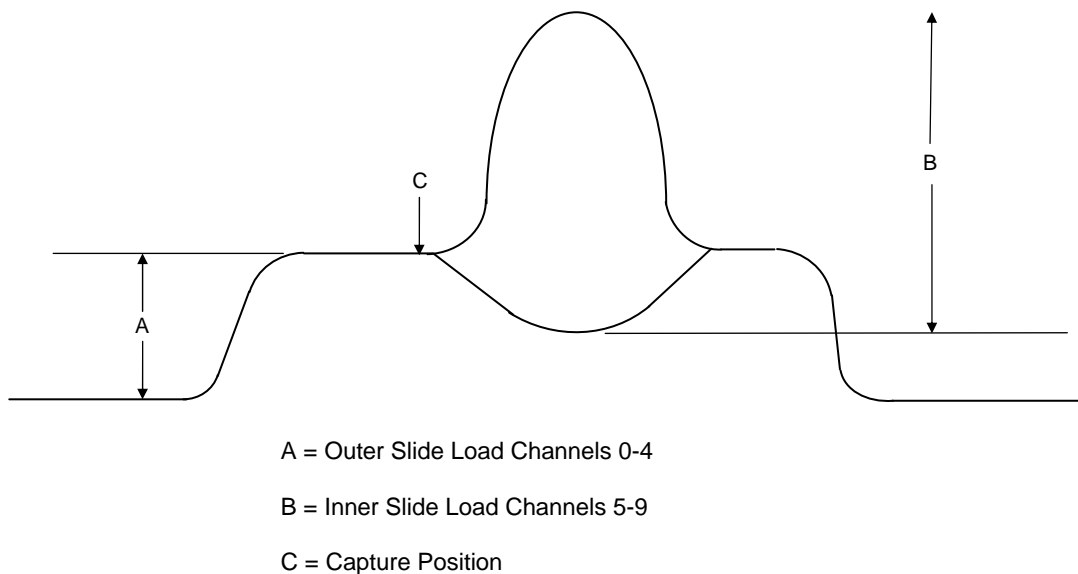 B
C
A
A = Outer Slide Load Channels 0-4
B = Inner Slide Load Channels 5-9
C = Capture Position